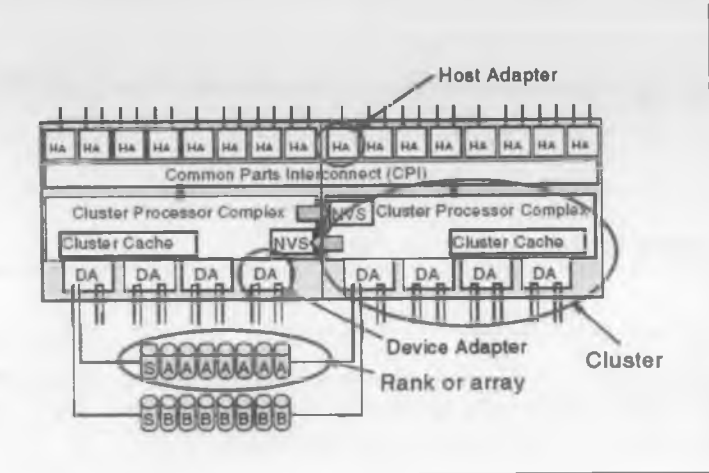 Host Adapter
HA HA HA HA HA HA HA HA HA HA HA HA HA HA HA HA
Common Parts Interconnect (CPI)
Cluster Processor Complex NVS Cluster Processor Complex
Cluster Cache NVS Cluster Cache
DA DA DA DA DA DA DA DA
Device Adapter
Cluster
S A A A A A A A
Rank or array
S B B B B B B B